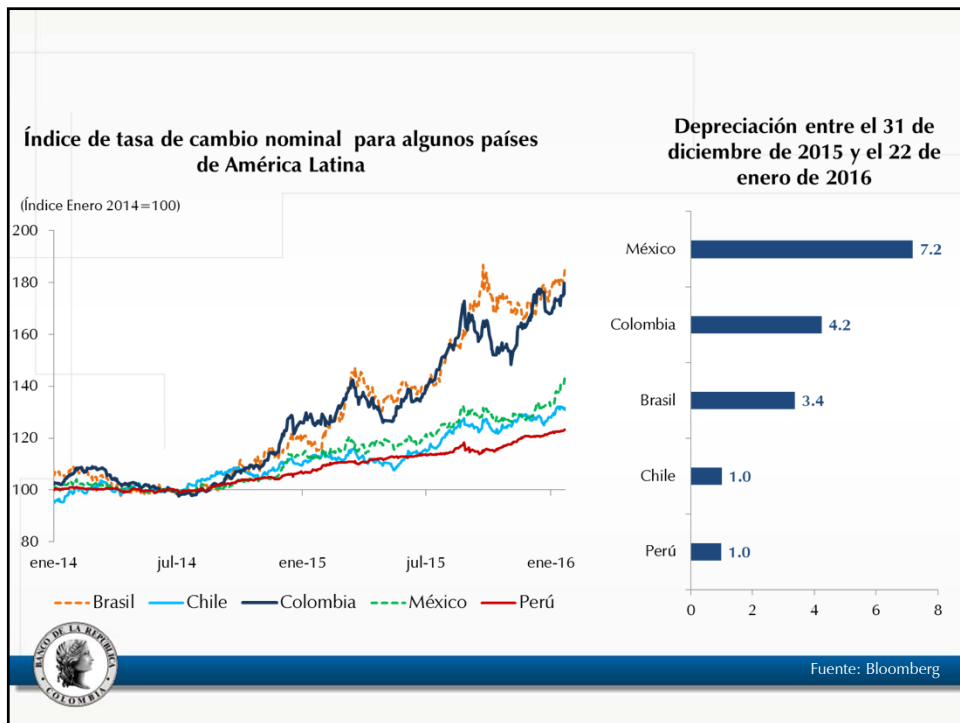 Índice de tasa de cambio nominal para algunos países
de América Latina
(Índice Enero 2014=100)
200
180
160
140
120
100
80
ene-14
jul-14
ene-15
jul-15
ene-16
Brasil
Chile
Colombia
México
Perú
Depreciación entre el 31 de
diciembre de 2015 y el 22 de
enero de 2016
México
7.2
Colombia
4.2
Brasil
3.4
Chile
1.0
Perú
1.0
0
2
4
6
8
BANCO DE LA REPÚBLICA
COLOMBIA
Fuente: Bloomberg